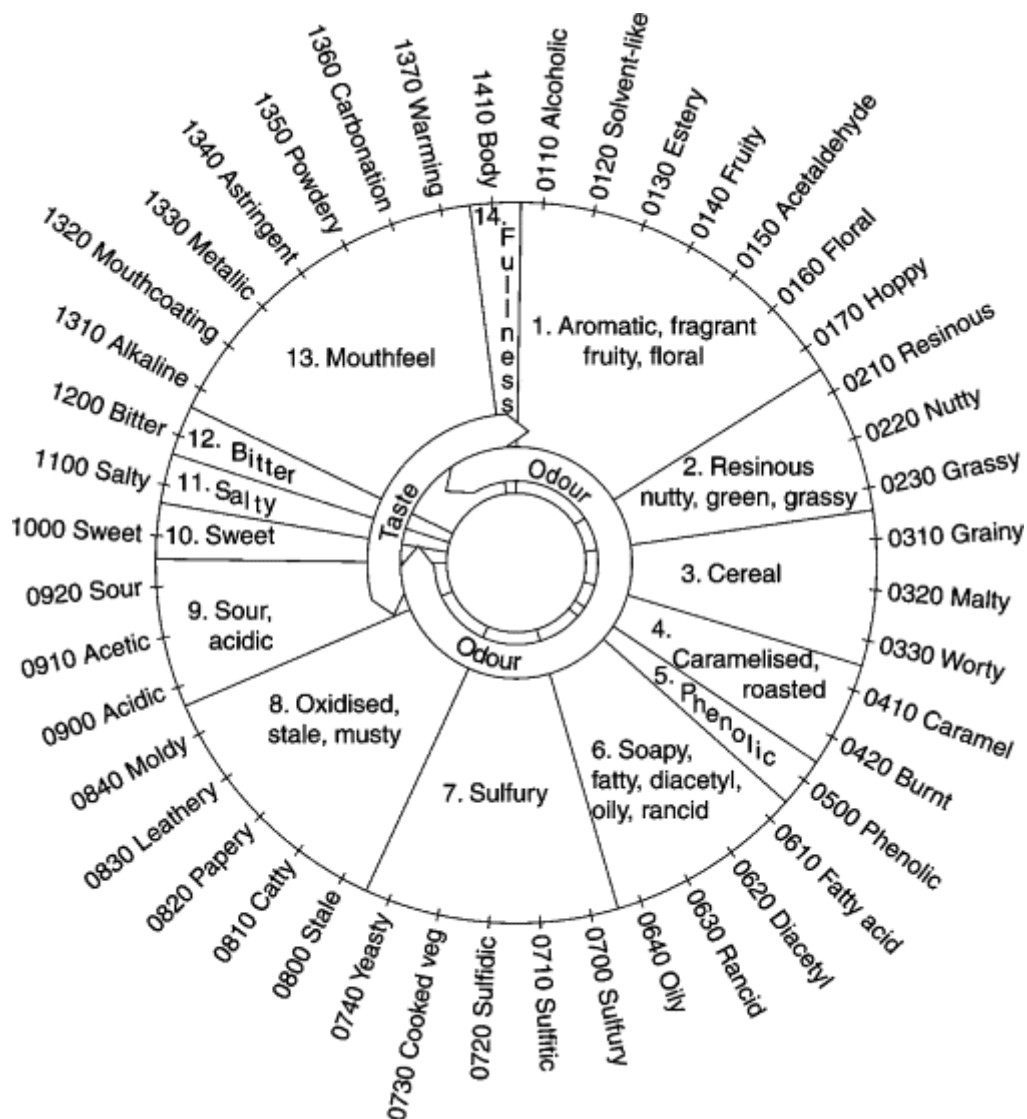 0110 Alcoholic
0120 Solvent-like
0130 Estery
0140 Fruity
0150 Acetaldehyde
0160 Floral
0170 Hoppy
0210 Resinous
0220 Nutty
0230 Grassy
0310 Grainy
0320 Malty
0330 Worty
0410 Caramel
0420 Burnt
0500 Phenolic
0610 Fatty acid
0620 Diacetyl
0630 Rancid
0640 Oily
0700 Sulfury
0710 Sulfitic
0720 Sulfidic
0730 Cooked veg
0740 Yeasty
0800 Stale
0810 Catty
0820 Papery
0830 Leathery
0840 Moldy
0900 Acidic
0910 Acetic
0920 Sour
1000 Sweet
1100 Salty
1200 Bitter
1310 Alkaline
1320 Mouthcoating
1330 Metallic
1340 Astringent
1350 Powdery
1360 Carbonation
1370 Warming
1410 Body
1. Aromatic, fragrant
fruity, floral
2. Resinous
nutty, green, grassy
3. Cereal
4.
Caramelised,
roasted
5. Phenolic
6. Soapy,
fatty, diacetyl,
oily, rancid
7. Sulfury
8. Oxidised,
stale, musty
9. Sour,
acidic
10. Sweet
11. Salty
12. Bitter
13. Mouthfeel
14. Fullness
Odour
Taste
Odour